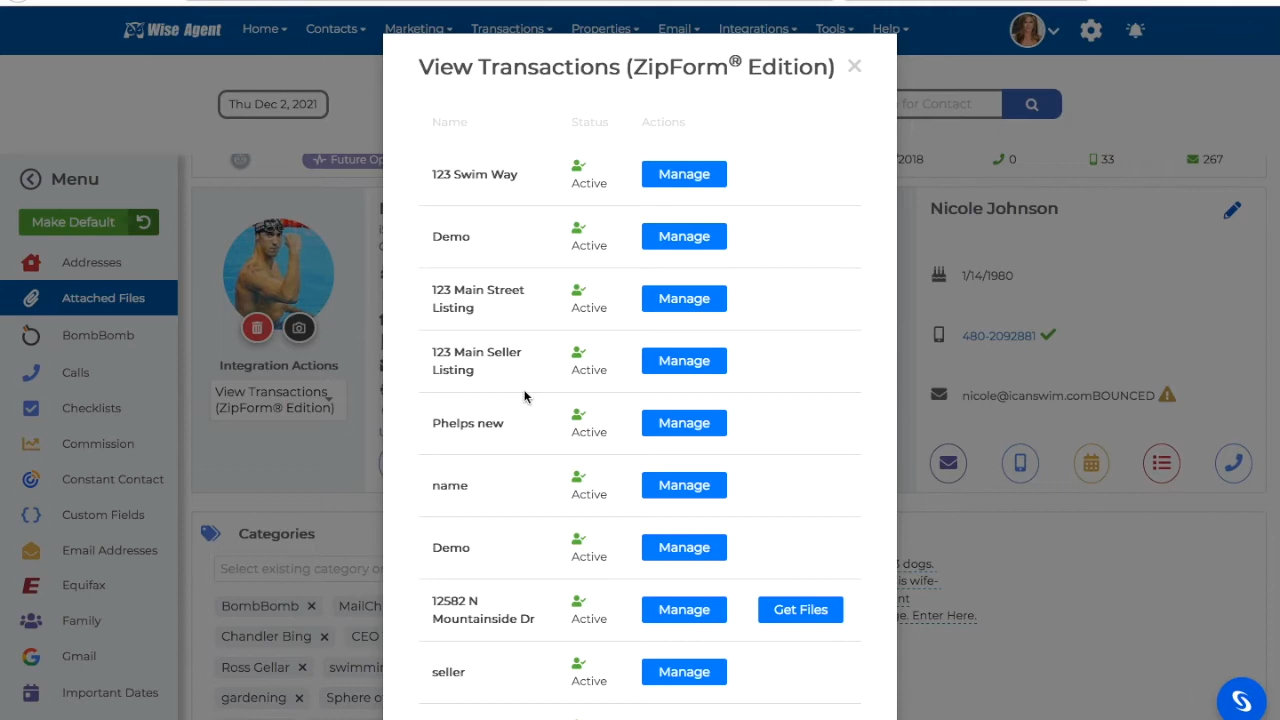 Wise Agent Home Contacts Marketing Transactions Properties Email Integrations Tools Help
View Transactions (ZipForm® Edition) ×
Thu Dec 2, 2021
for Contact
Name Status Actions
Future Op
2018 0 33 267
Menu
Make Default
Addresses
Attached Files
BombBomb
Calls
Checklists
Commission
Constant Contact
Custom Fields
Email Addresses
Equifax
Family
Gmail
Important Dates
Integration Actions
View Transactions
(ZipForm® Edition)
Categories
Select existing category or
BombBomb × MailCh
Chandler Bing × CEO
Ross Gellar × swimmin
gardening × Sphere o
123 Swim Way Active Manage
Demo Active Manage
123 Main Street
Listing Active Manage
123 Main Seller
Listing Active Manage
Phelps new Active Manage
name Active Manage
Demo Active Manage
12582 N
Mountainside Dr Active Manage Get Files
seller Active Manage
Nicole Johnson
1/14/1980
480-2092881
nicole@icanswim.comBOUNCED
3 dogs.
is wife-
nt
ge. Enter Here.